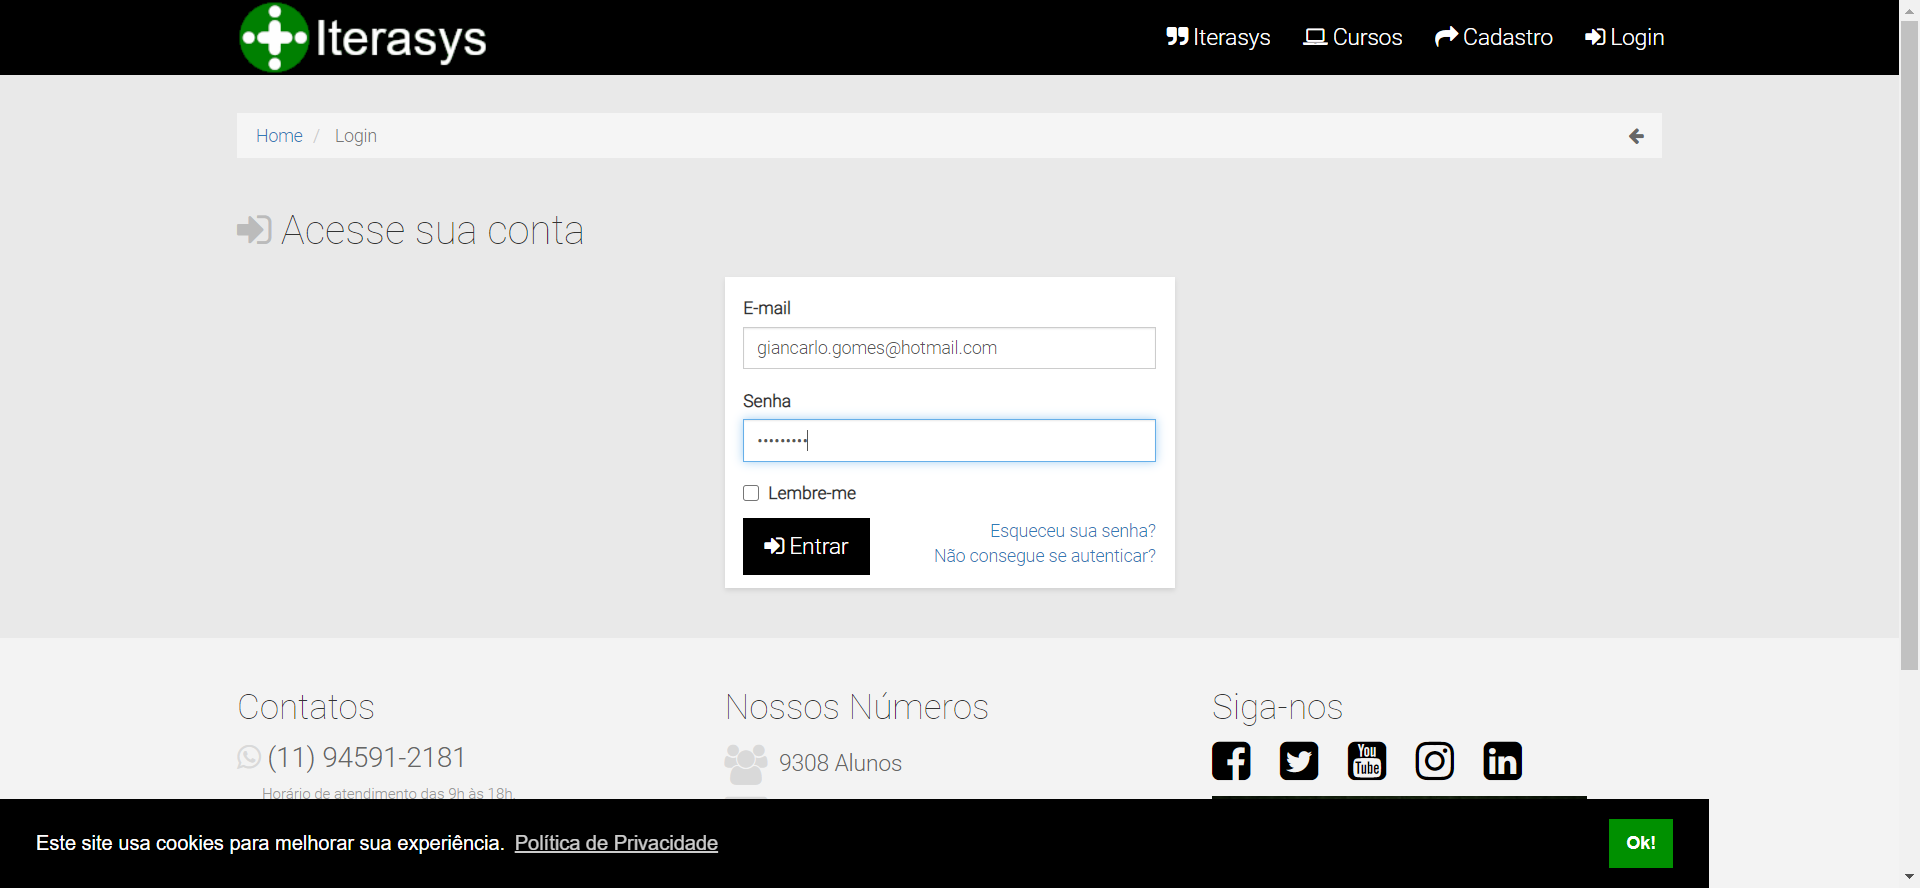 Iterasys
Iterasys Cursos Cadastro Login
Home / Login
Acesse sua conta
E-mail
giancarlo.gomes@hotmail.com
Senha
•••••••••
Lembre-me
Entrar
Esqueceu sua senha?
Não consegue se autenticar?
Contatos
(11) 94591-2181
Horário de atendimento das 9h às 18h.
Nossos Números
9308 Alunos
Siga-nos
You Tube
Este site usa cookies para melhorar sua experiência. Política de Privacidade
Ok!